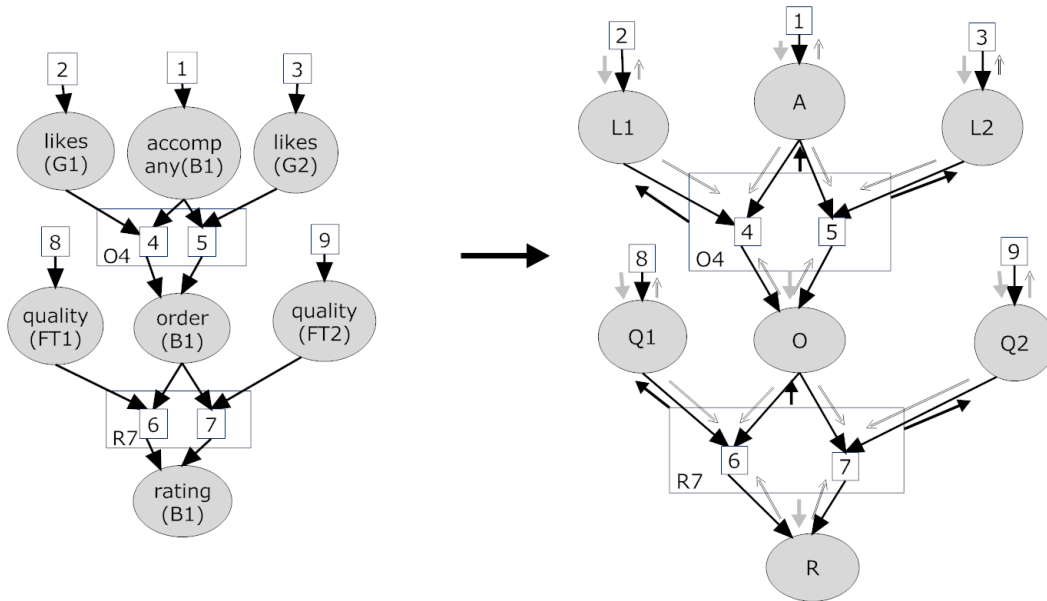 2
1
3
likes
(G1)
accomp
any(B1)
likes
(G2)
4
5
O4
8
9
quality
(FT1)
order
(B1)
quality
(FT2)
6
7
R7
rating
(B1)
1
2
3
A
L1
L2
4
5
O4
8
9
Q1
O
Q2
6
7
R7
R